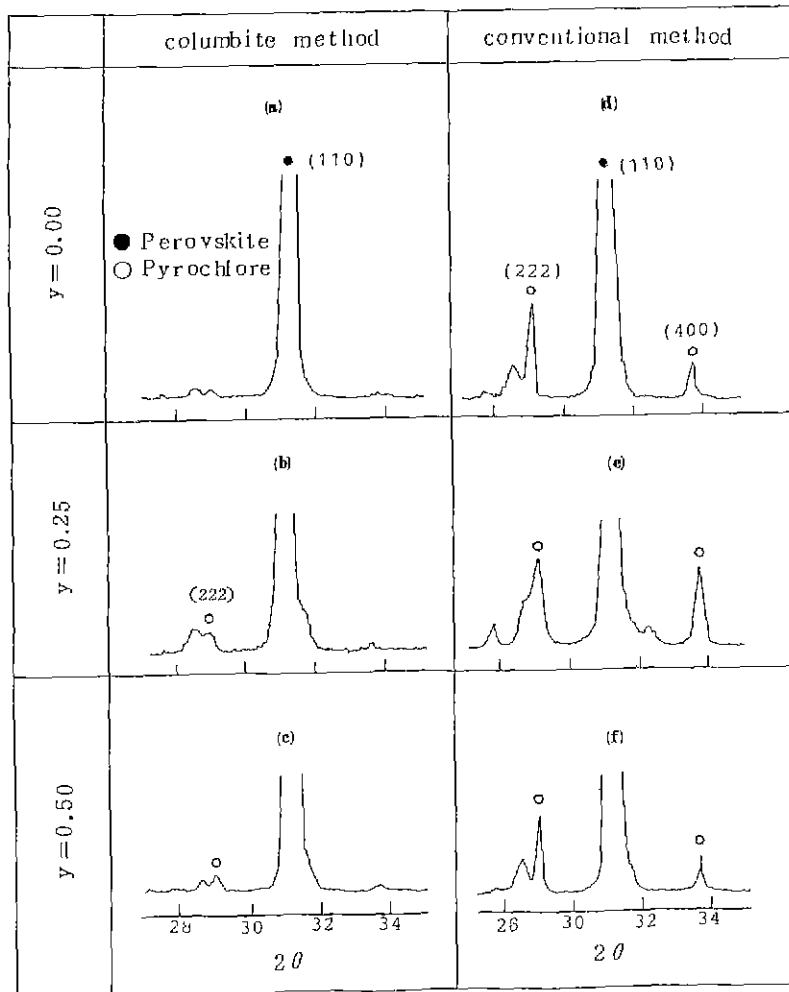 columbite method
conventional method
y=0.00
(a)
(110)
● Perovskite
○ Pyrochlore
(d)
(110)
(222)
(400)
y=0.25
(b)
(222)
(e)
y=0.50
(c)
28 30 32 34
2θ
(f)
28 30 32 34
2θ